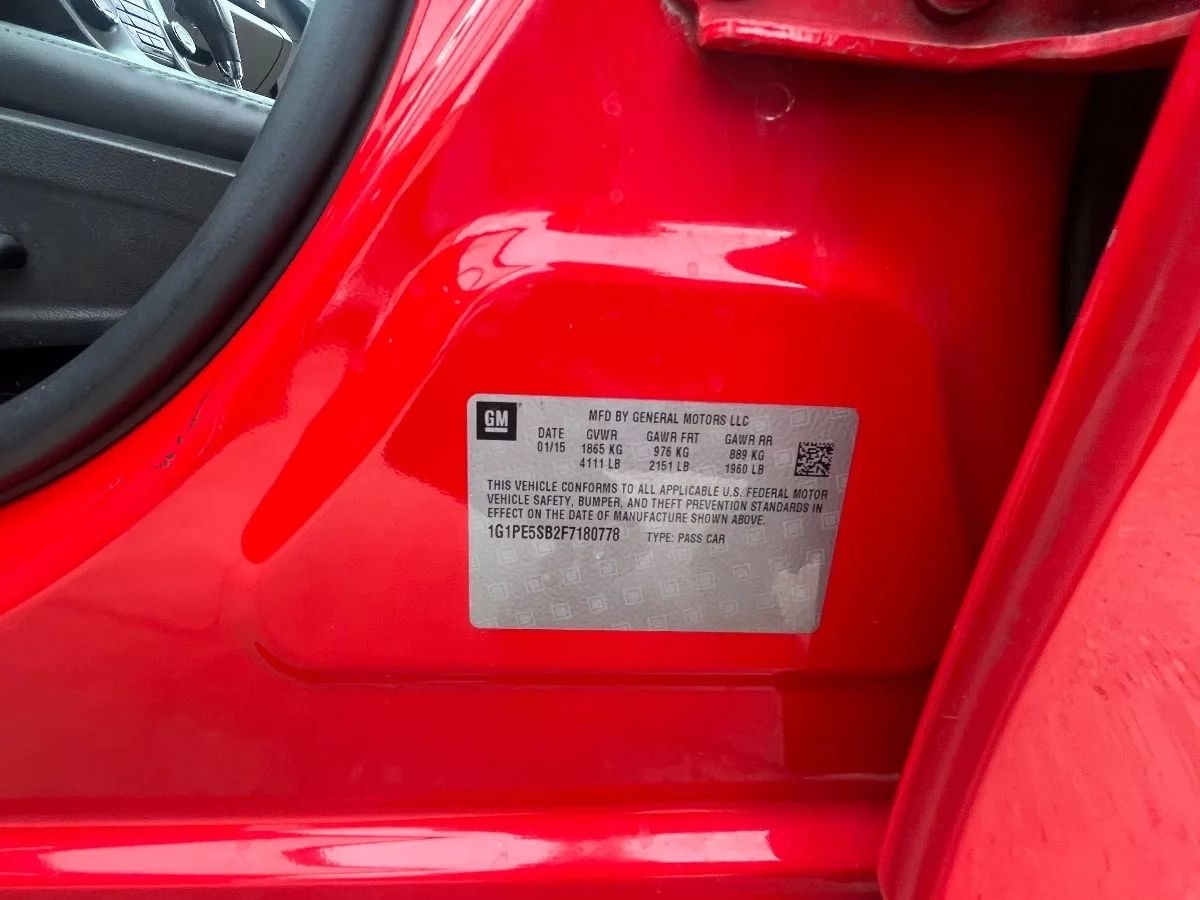 GM
MFD BY GENERAL MOTORS LLC
DATE GVWR GAWR FRT GAWR RR
01/15 1865 KG 976 KG 889 KG
4111 LB 2151 LB 1960 LB
THIS VEHICLE CONFORMS TO ALL APPLICABLE U.S. FEDERAL MOTOR
VEHICLE SAFETY, BUMPER, AND THEFT PREVENTION STANDARDS IN
EFFECT ON THE DATE OF MANUFACTURE SHOWN ABOVE.
1G1PE5SB2F7180778 TYPE: PASS CAR